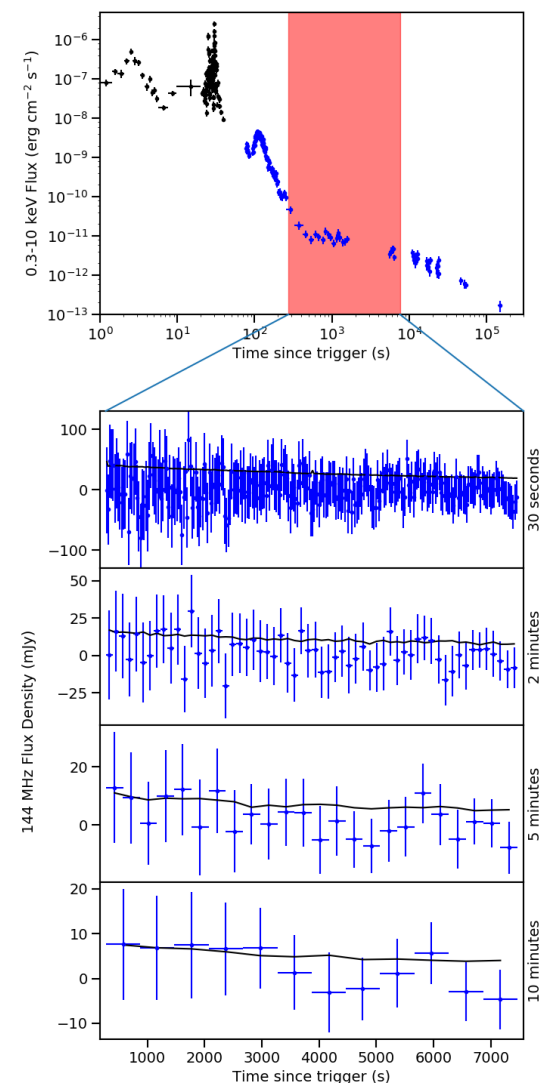 0.3-10 keV Flux (erg cm⁻² s⁻¹)
10⁻⁶
10⁻⁷
10⁻⁸
10⁻⁹
10⁻¹⁰
10⁻¹¹
10⁻¹²
10⁻¹³
10⁰ 10¹ 10² 10³ 10⁴ 10⁵
Time since trigger (s)
144 MHz Flux Density (mJy)
100
0
−100
30 seconds
50
25
0
−25
2 minutes
20
0
5 minutes
20
10
0
−10
10 minutes
1000 2000 3000 4000 5000 6000 7000
Time since trigger (s)